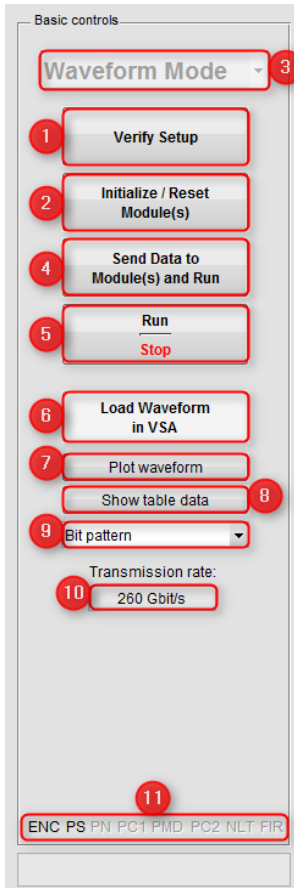 Basic controls
Waveform Mode
3
1
Verify Setup
2
Initialize / Reset
Module(s)
4
Send Data to
Module(s) and Run
5
Run
Stop
6
Load Waveform
in VSA
7
Plot waveform
Show table data
8
9
Bit pattern
Transmission rate:
10
260 Gbit/s
11
ENC PS PN PC1 PMD PC2 NLT FIR